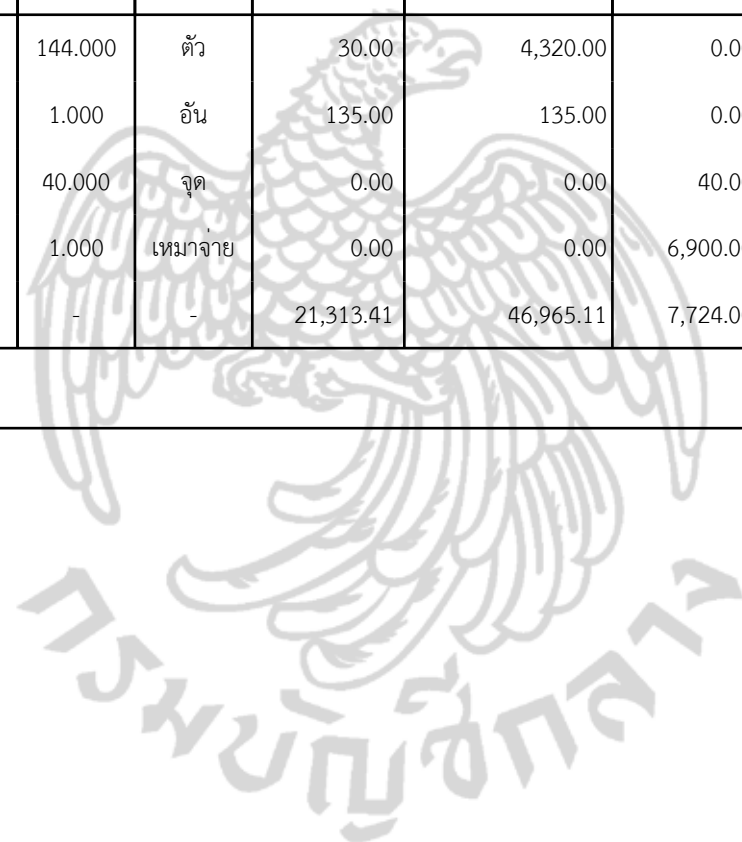 144.000 ตัว 30.00 4,320.00 0.0
1.000 อัน 135.00 135.00 0.0
40.000 จุด 0.00 0.00 40.0
1.000 เหมาจ่าย 0.00 0.00 6,900.0
- - 21,313.41 46,965.11 7,724.0
กรมบัญชีกลาง